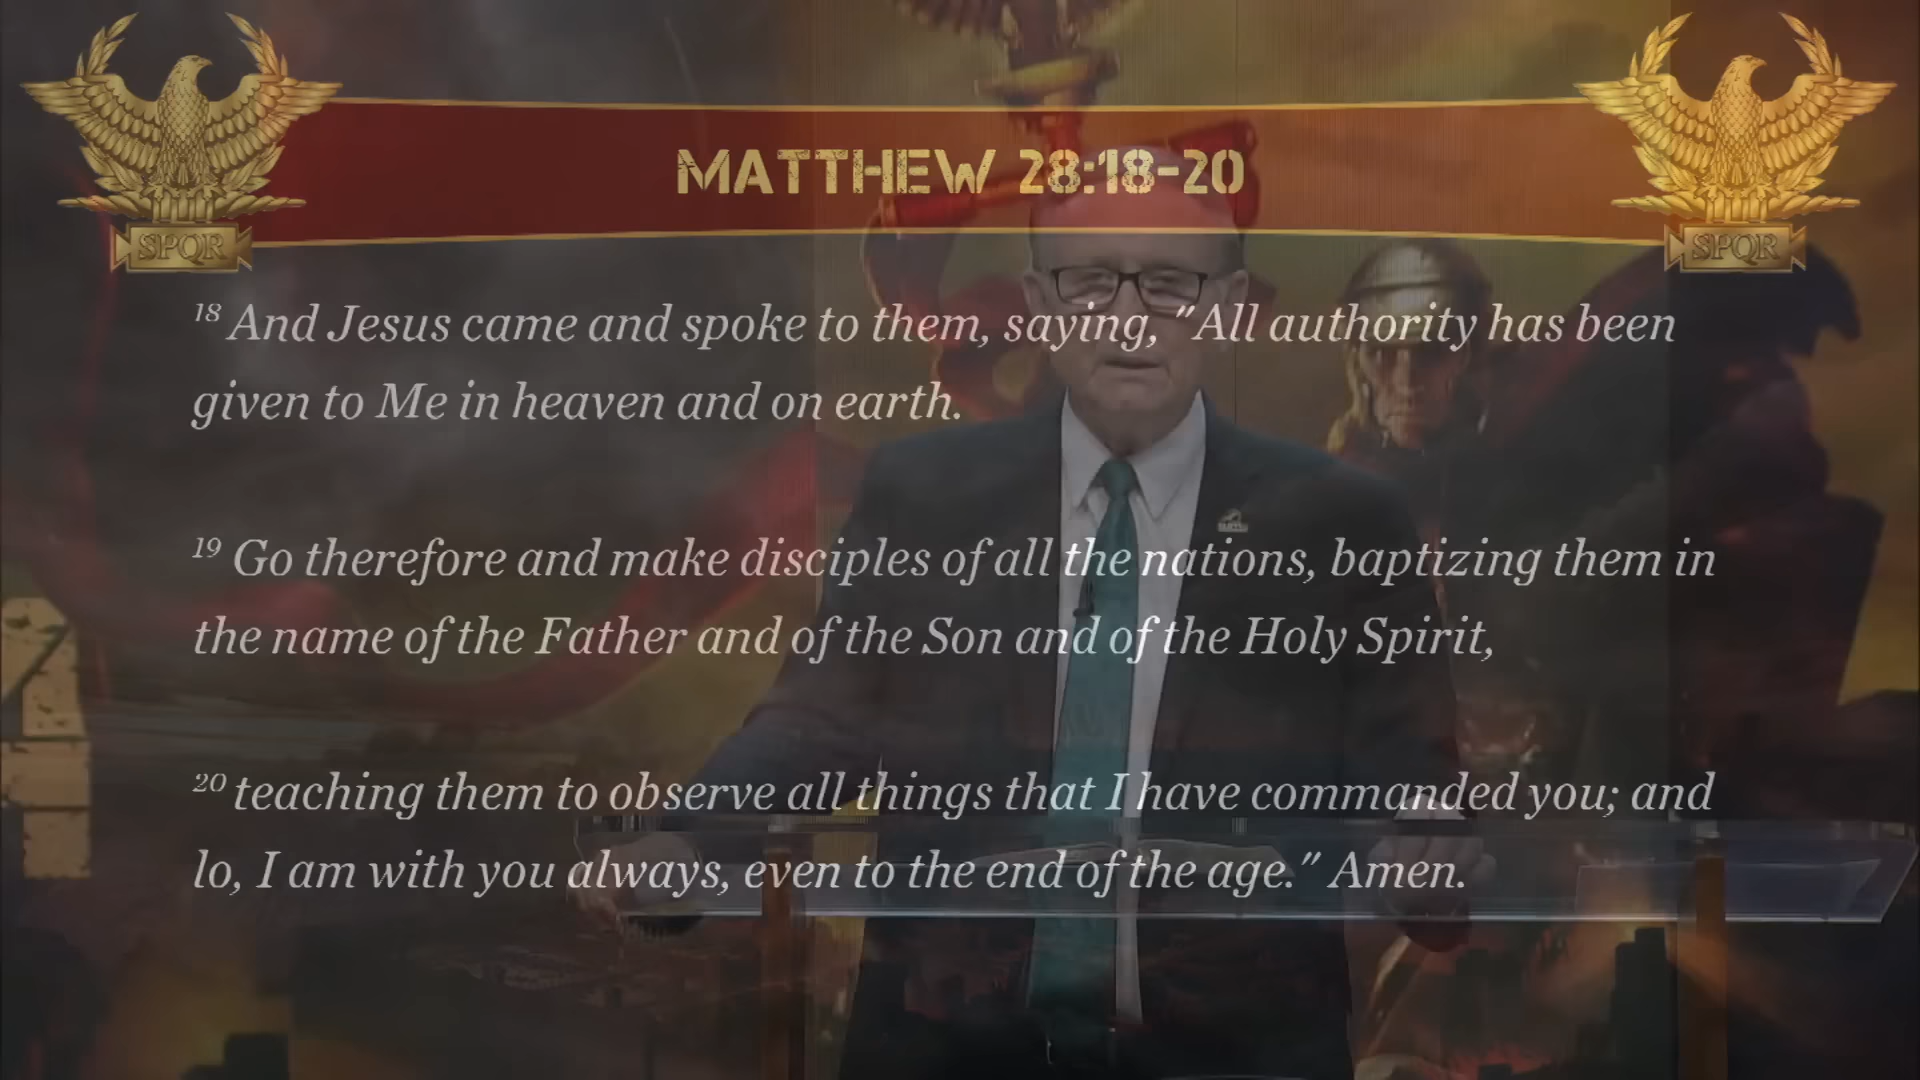 SPQR
MATTHEW 28:18-20
SPQR
18 And Jesus came and spoke to them, saying, "All authority has been
given to Me in heaven and on earth.
19 Go therefore and make disciples of all the nations, baptizing them in
the name of the Father and of the Son and of the Holy Spirit,
20 teaching them to observe all things that I have commanded you; and
lo, I am with you always, even to the end of the age." Amen.